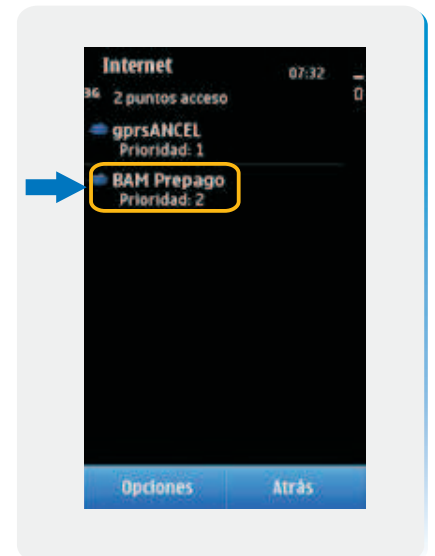 Internet
07:32
3G
2 puntos acceso
gprsANCEL
Prioridad: 1
BAM Prepago
Prioridad: 2
Opciones
Atrás